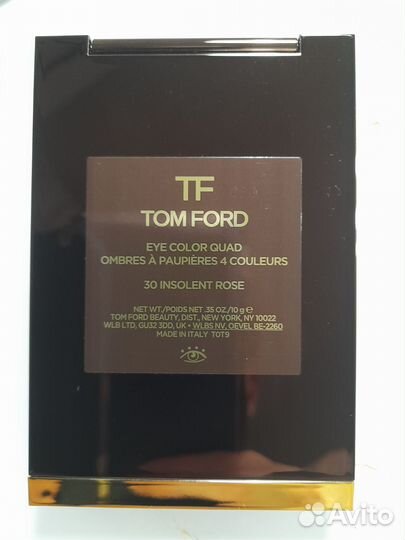 TF
TOM FORD
EYE COLOR QUAD
OMBRES À PAUPIÈRES 4 COULEURS
30 INSOLENT ROSE
NET WT./POIDS NET .35 OZ./10 g ℮
TOM FORD BEAUTY, DIST., NEW YORK, NY 10022
WLB LTD, GU32 3DD, UK • WLBS NV, OEVEL BE-2260
MADE IN ITALY T0T9
Avito